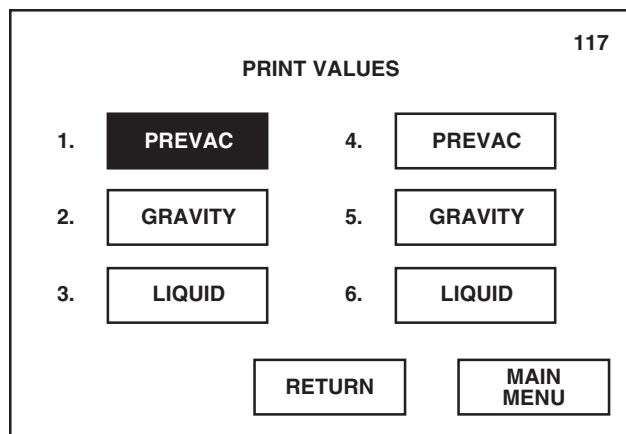 117
PRINT VALUES
1. PREVAC 4. PREVAC
2. GRAVITY 5. GRAVITY
3. LIQUID 6. LIQUID
RETURN
MAIN
MENU